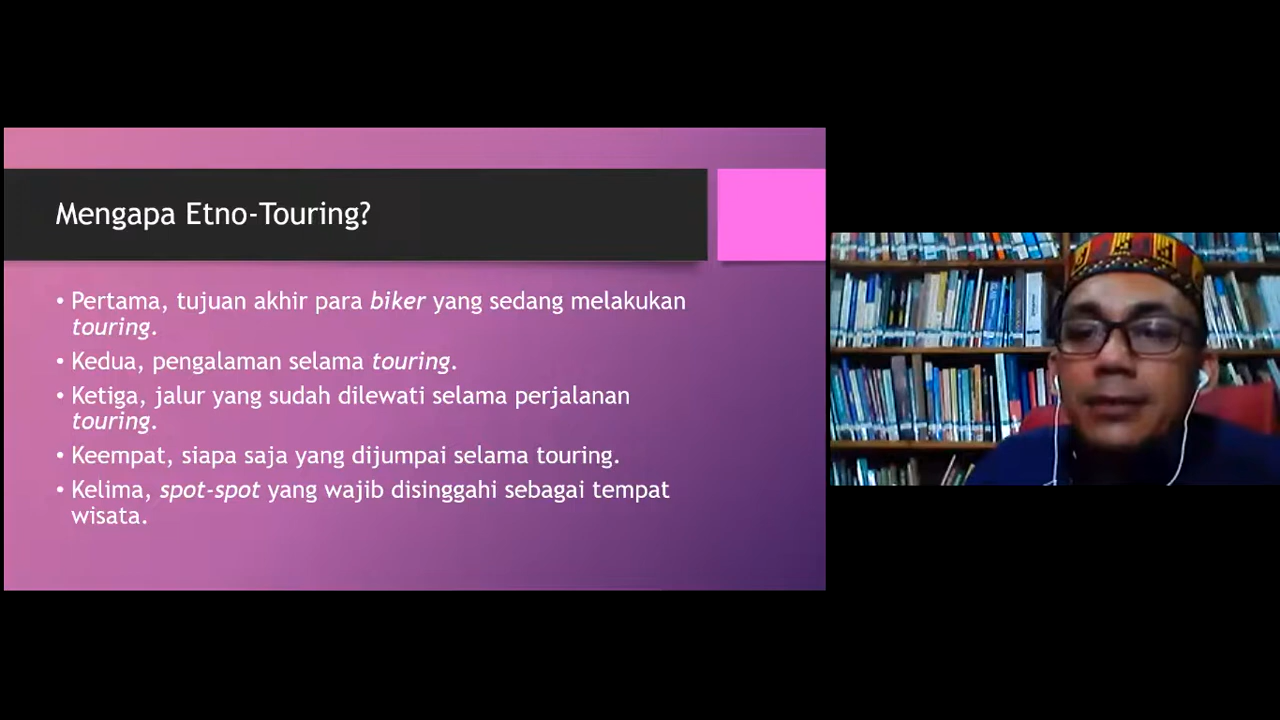 Mengapa Etno-Touring?
• Pertama, tujuan akhir para biker yang sedang melakukan
touring.
• Kedua, pengalaman selama touring.
• Ketiga, jalur yang sudah dilewati selama perjalanan
touring.
• Keempat, siapa saja yang dijumpai selama touring.
• Kelima, spot-spot yang wajib disinggahi sebagai tempat
wisata.